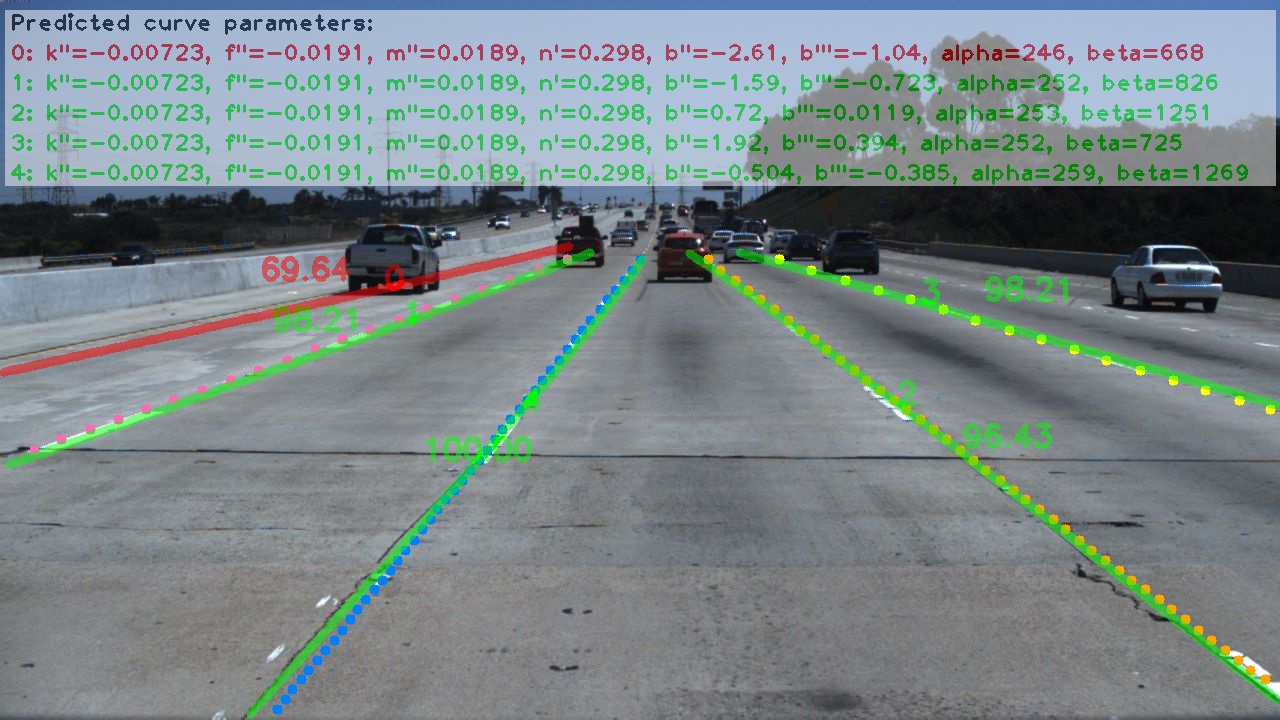 Predicted curve parameters:
0: k''=−0.00723, f''=−0.0191, m''=0.0189, n'=0.298, b''=−2.61, b'''=−1.04, alpha=246, beta=668
1: k''=−0.00723, f''=−0.0191, m''=0.0189, n'=0.298, b''=−1.59, b'''=−0.723, alpha=252, beta=826
2: k''=−0.00723, f''=−0.0191, m''=0.0189, n'=0.298, b''=0.72, b'''=0.0119, alpha=253, beta=1251
3: k''=−0.00723, f''=−0.0191, m''=0.0189, n'=0.298, b''=1.92, b'''=0.394, alpha=252, beta=725
4: k''=−0.00723, f''=−0.0191, m''=0.0189, n'=0.298, b''=−0.504, b'''=−0.385, alpha=259, beta=1269
69.64 0
98.21 1
3 98.21
4
2
100.00
96.43